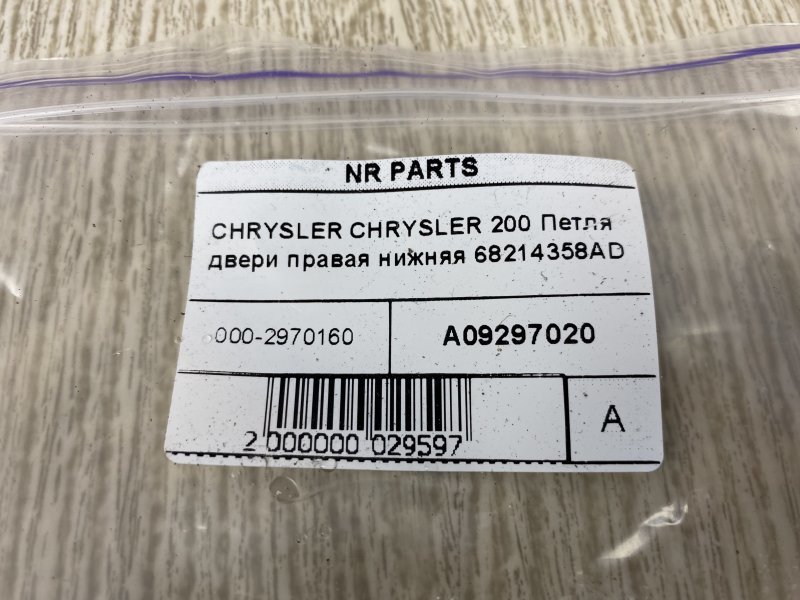 NR PARTS
CHRYSLER CHRYSLER 200 Петля
двери правая нижняя 68214358AD
000-2970160
A09297020
2 000000 029597
A